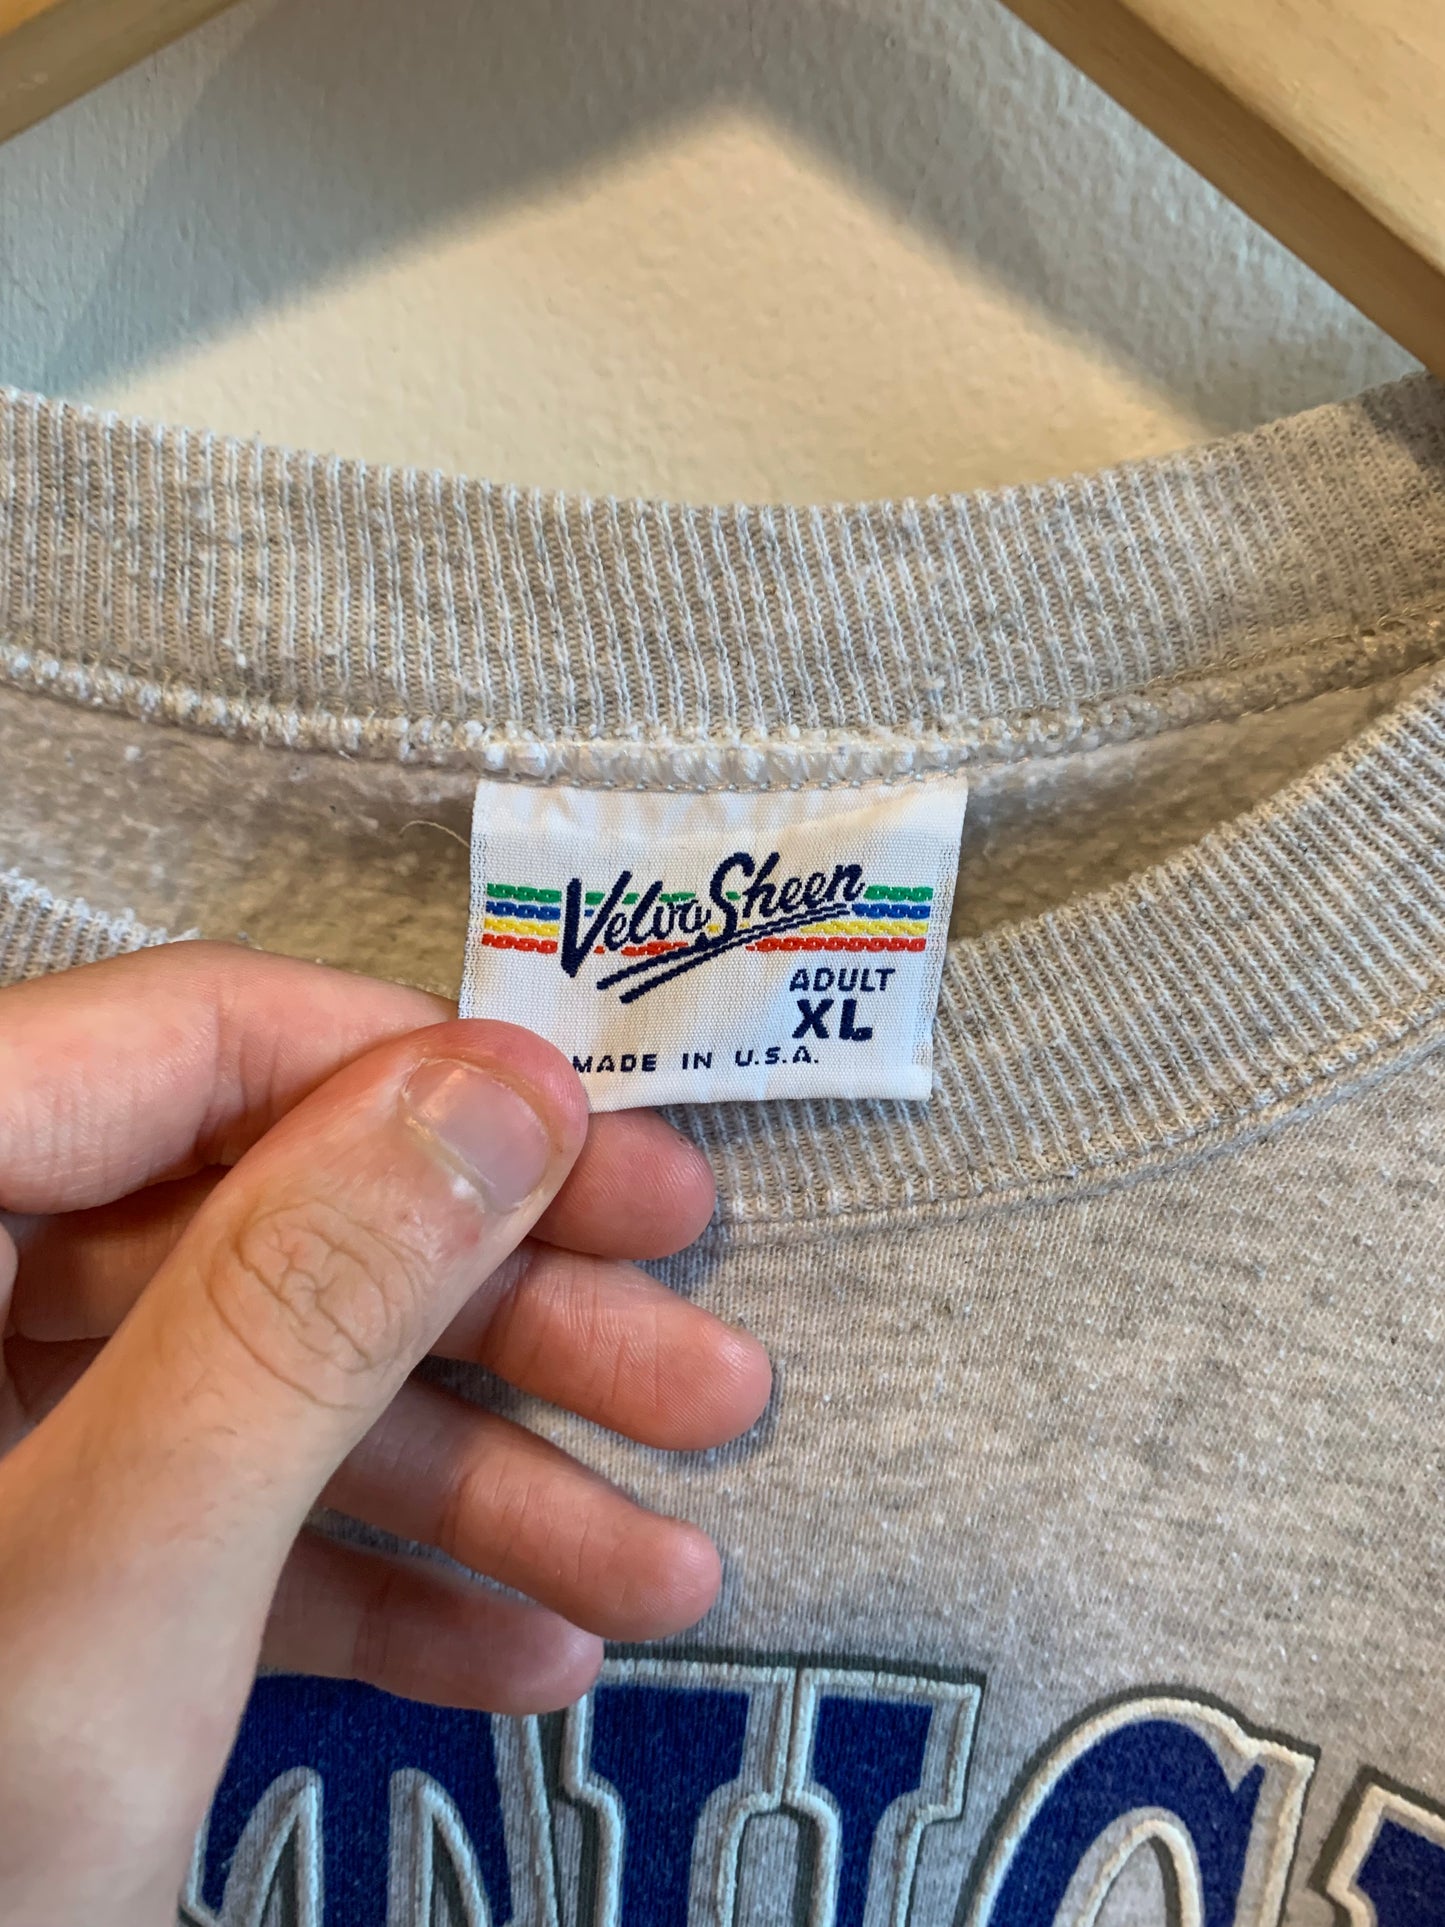 Velva Sheen
ADULT
XL
MADE IN U.S.A.